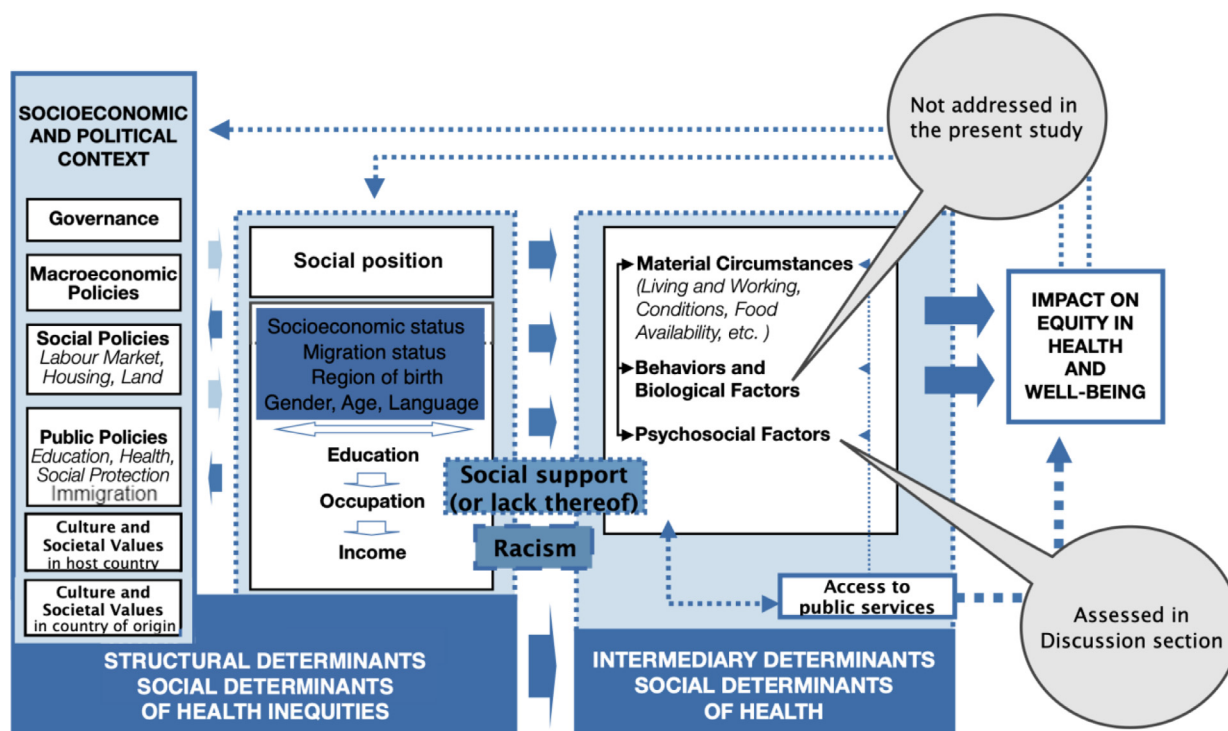 SOCIOECONOMIC
AND POLITICAL
CONTEXT
Governance
Macroeconomic
Policies
Social Policies
Labour Market,
Housing, Land
Public Policies
Education, Health,
Social Protection
Immigration
Culture and
Societal Values
in host country
Culture and
Societal Values
in country of origin
Social position
Socioeconomic status
Migration status
Region of birth
Gender, Age, Language
Education
Occupation
Income
Social support
(or lack thereof)
Racism
STRUCTURAL DETERMINANTS
SOCIAL DETERMINANTS
OF HEALTH INEQUITIES
Material Circumstances
(Living and Working,
Conditions, Food
Availability, etc. )
Behaviors and
Biological Factors
Psychosocial Factors
Access to
public services
INTERMEDIARY DETERMINANTS
SOCIAL DETERMINANTS
OF HEALTH
Not addressed in
the present study
IMPACT ON
EQUITY IN
HEALTH
AND
WELL-BEING
Assessed in
Discussion section